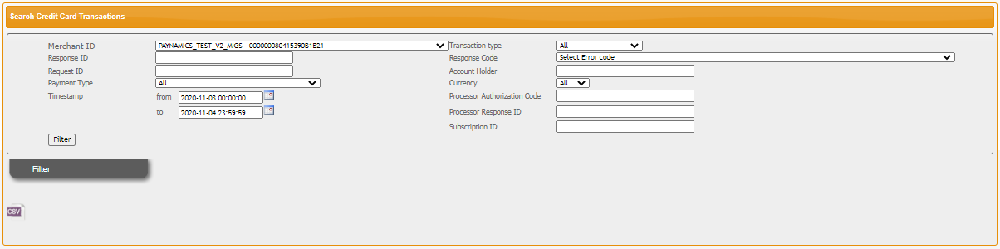 Search Credit Card Transactions
Merchant ID PAYNAMICS_TEST_V2_MIGS - 000000080415390B1B21 Transaction type All
Response ID Response Code Select Error code
Request ID Account Holder
Payment Type All Currency All
Timestamp from 2020-11-03 00:00:00 Processor Authorization Code
to 2020-11-04 23:59:59 Processor Response ID
Subscription ID
Filter
Filter
CSV